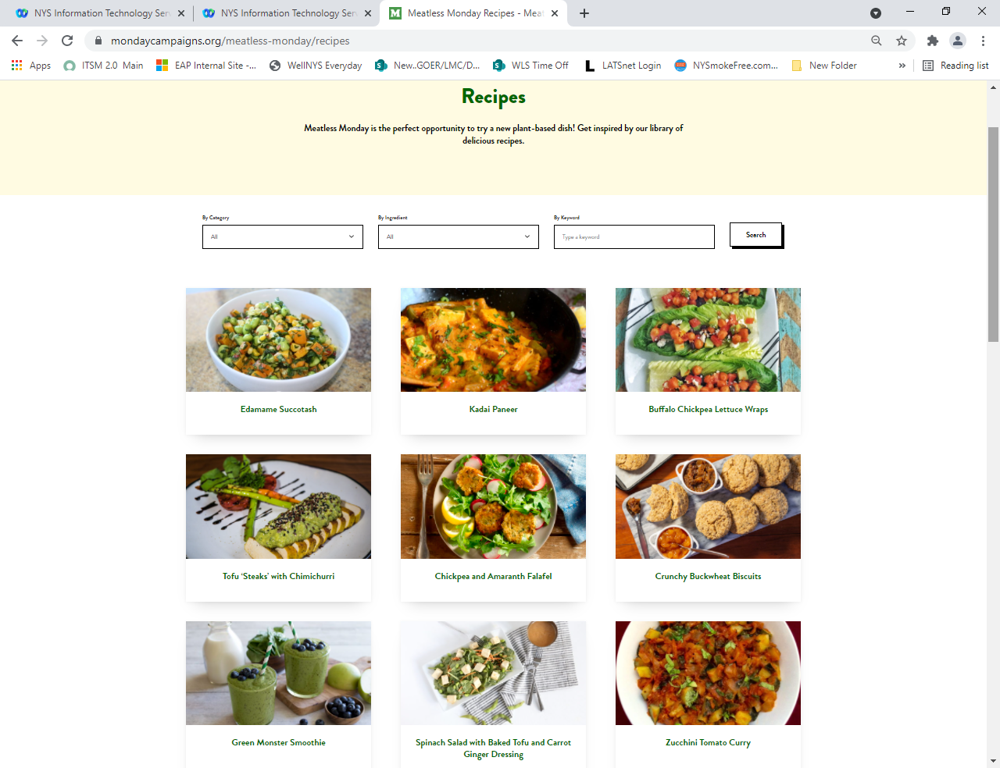 NYS Information Technology Serv
NYS Information Technology Serv
Meatless Monday Recipes - Meat
mondaycampaigns.org/meatless-monday/recipes
Apps
ITSM 2.0 Main
EAP Internal Site -...
WellNYS Everyday
New..GOER/LMC/D...
WLS Time Off
LATSnet Login
NYSmokeFree.com...
New Folder
»
Reading list
Recipes
Meatless Monday is the perfect opportunity to try a new plant-based dish! Get inspired by our library of
delicious recipes.
By Category
By Ingredient
By Keyword
All
All
Type a keyword
Search
Edamame Succotash
Kadai Paneer
Buffalo Chickpea Lettuce Wraps
Tofu ‘Steaks’ with Chimichurri
Chickpea and Amaranth Falafel
Crunchy Buckwheat Biscuits
Green Monster Smoothie
Spinach Salad with Baked Tofu and Carrot
Ginger Dressing
Zucchini Tomato Curry